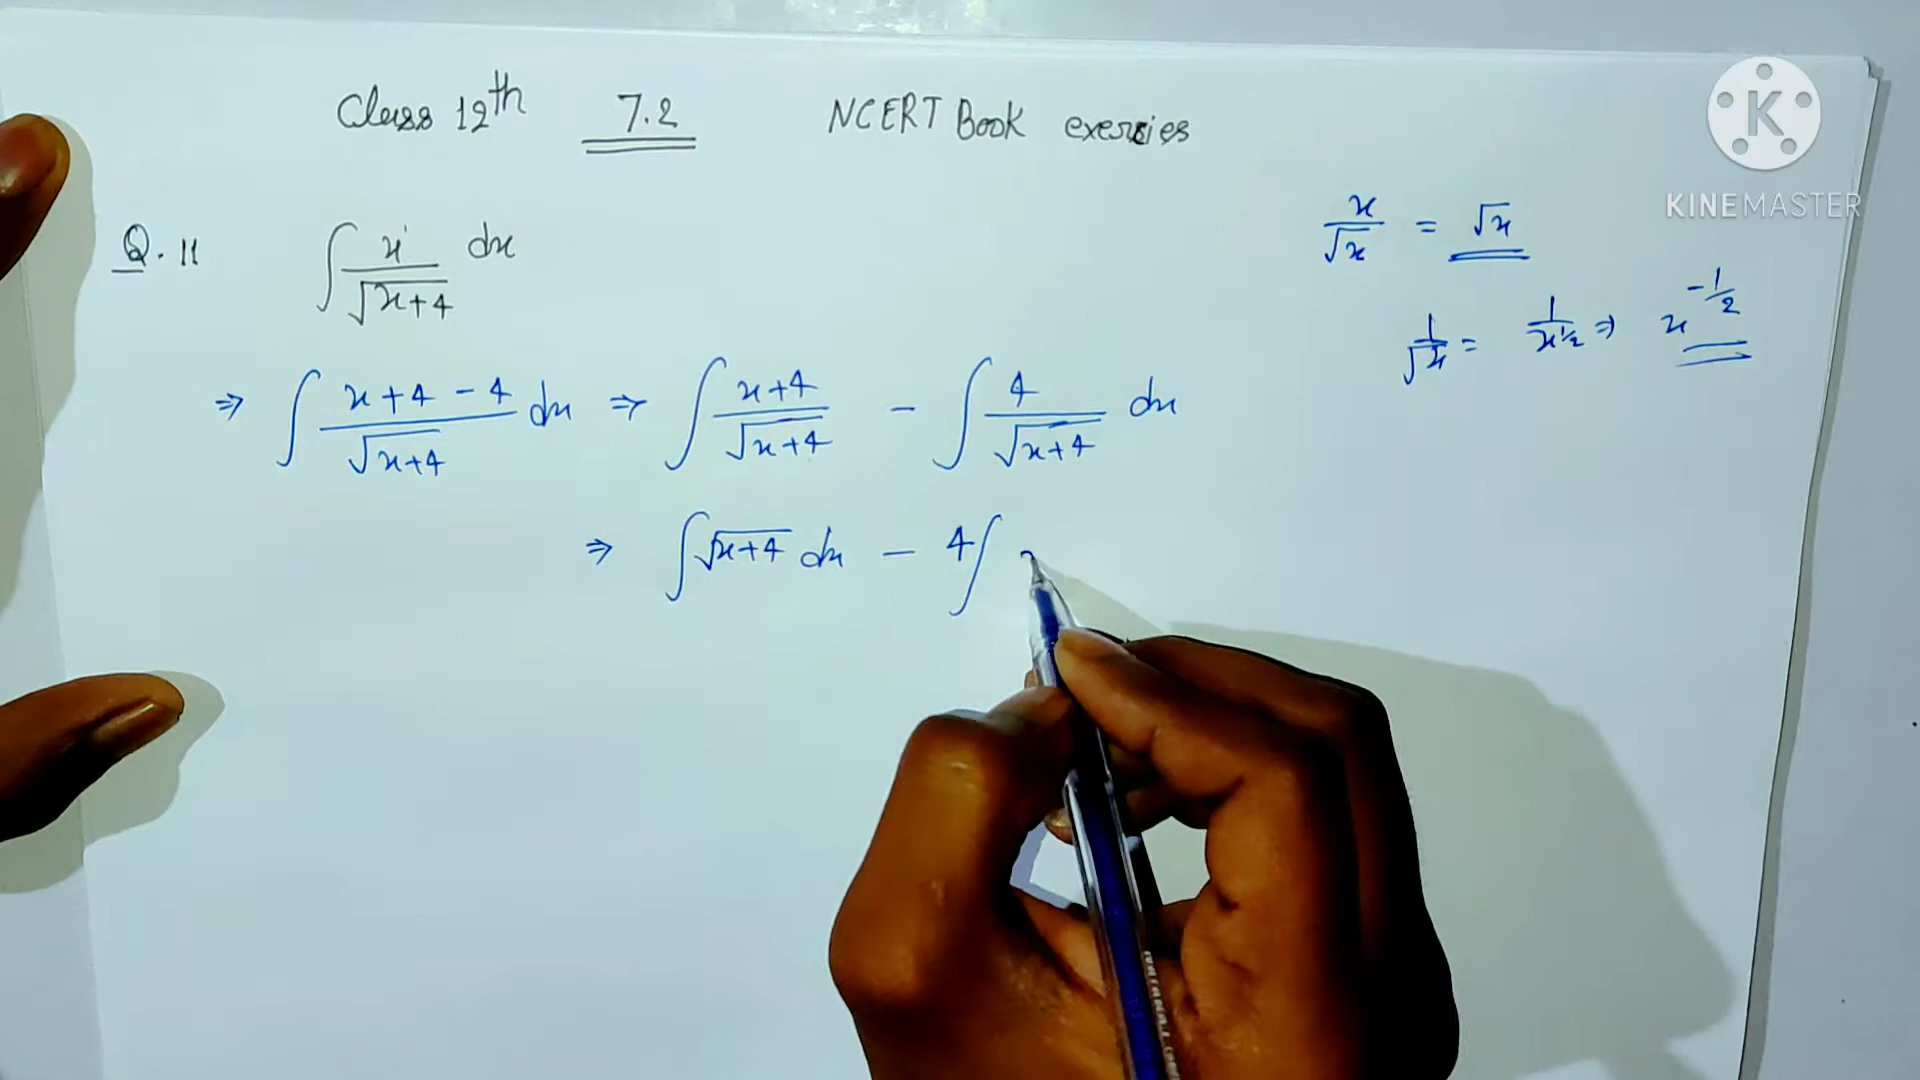 Class 12th 7.2 NCERT Book exercies
K
KINEMASTER
Q. 11 ∫ x/√(x+4) dx
x/√x = √x
1/√x = 1/x^1/2 ⇒ x^-1/2
⇒ ∫ (x+4-4)/√(x+4) dx ⇒ ∫ (x+4)/√(x+4) - ∫ 4/√(x+4) dx
⇒ ∫ √(x+4) dx - 4∫